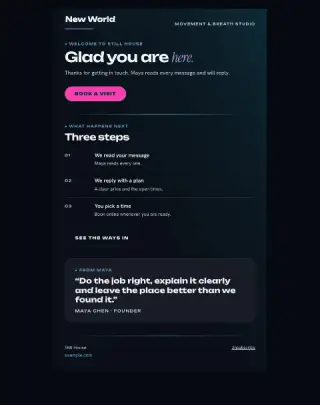 New World
MOVEMENT & BREATH STUDIO
WELCOME TO STILL HOUSE
Glad you are here.
Thanks for getting in touch. Maya reads every message and will reply.
BOOK A VISIT
WHAT HAPPENS NEXT
Three steps
01
We read your message
Maya reads every one.
02
We reply with a plan
A clear price and the open times.
03
You pick a time
Book online whenever you are ready.
SEE THE WAYS IN
FROM MAYA
“Do the job right, explain it clearly
and leave the place better than we
found it.”
MAYA CHEN · FOUNDER
House
Unsubscribe
example.com